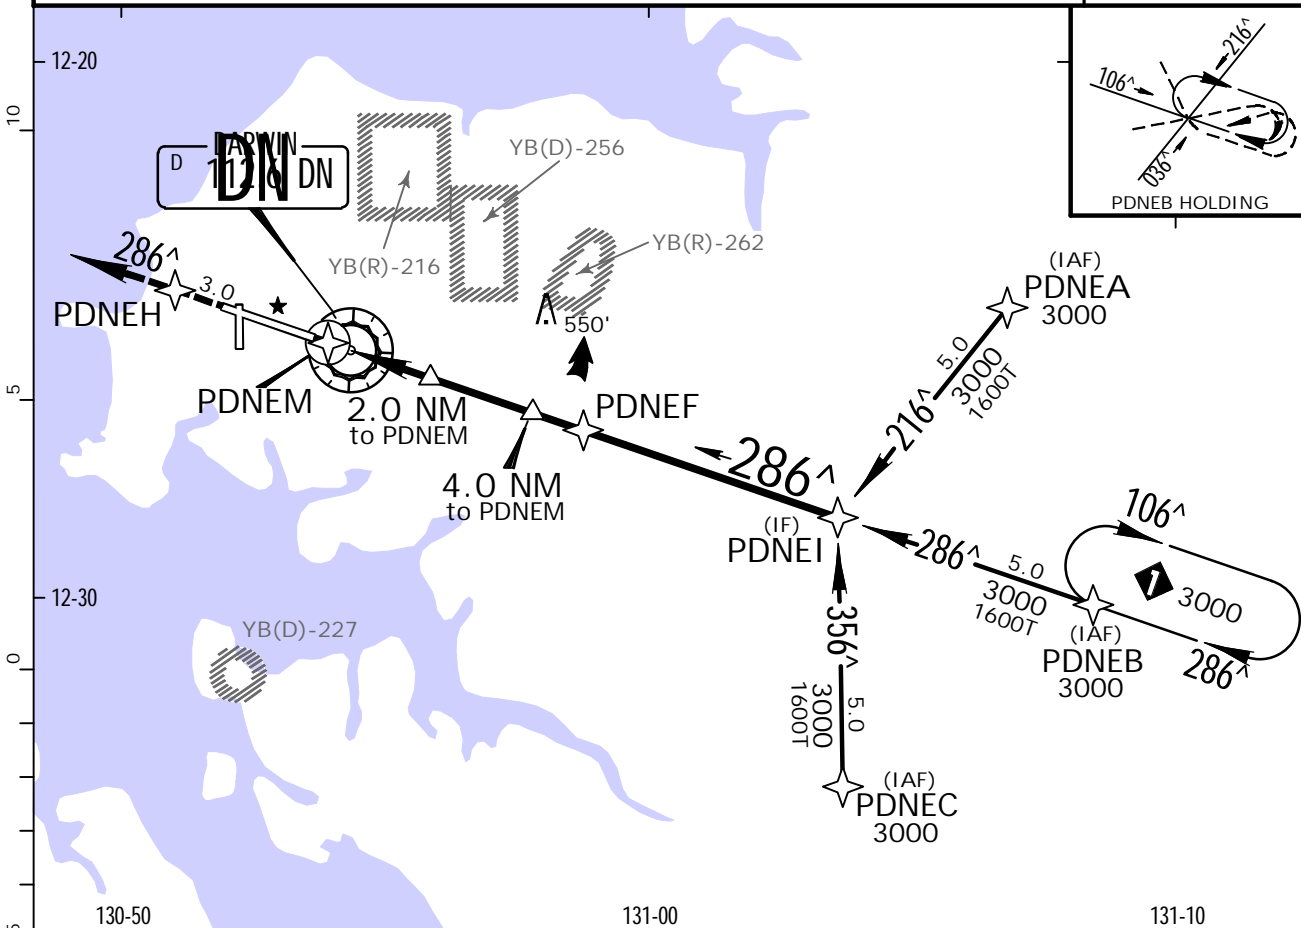 12-20
10
5
0
12-30
130-50
131-00
131-10
D
DARWIN
DN
112.6 DN
YB(D)-256
YB(R)-216
YB(R)-262
550'
286^
3.0
PDNEH
PDNEM
2.0 NM
to PDNEM
4.0 NM
to PDNEM
PDNEF
286^
(IF)
PDNEI
(IAF)
PDNEA
3000
5.0
3000
1600T
216^
286^
5.0
3000
1600T
(IAF)
PDNEB
3000
106^
1
3000
286^
356^
5.0
3000
1600T
(IAF)
PDNEC
3000
YB(D)-227
216^
106^
036^
PDNEB HOLDING